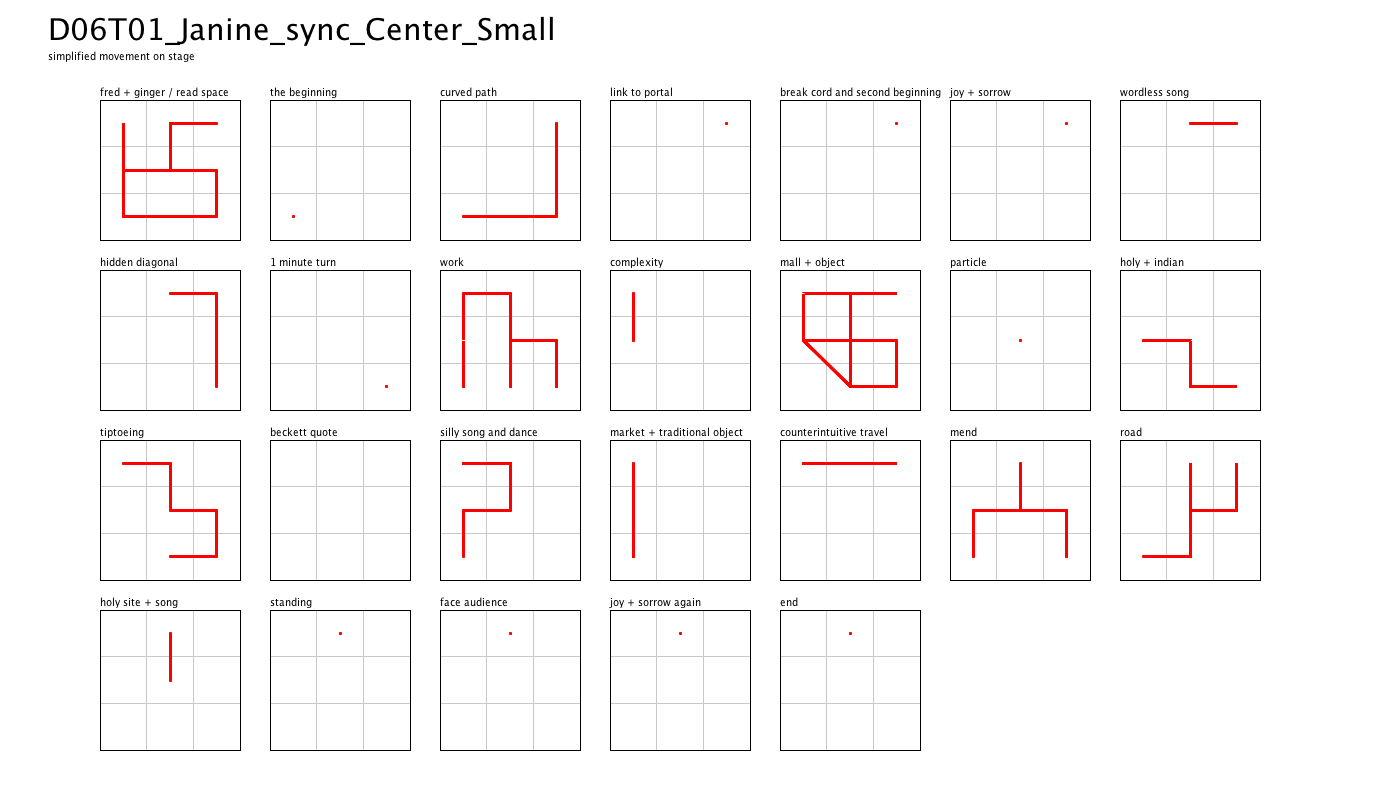 D06T01_Janine_sync_Center_Small
simplified movement on stage
fred + ginger / read space
the beginning
curved path
link to portal
break cord and second beginning
joy + sorrow
wordless song
hidden diagonal
1 minute turn
work
complexity
mall + object
particle
holy + indian
tiptoeing
beckett quote
silly song and dance
market + traditional object
counterintuitive travel
mend
road
holy site + song
standing
face audience
joy + sorrow again
end